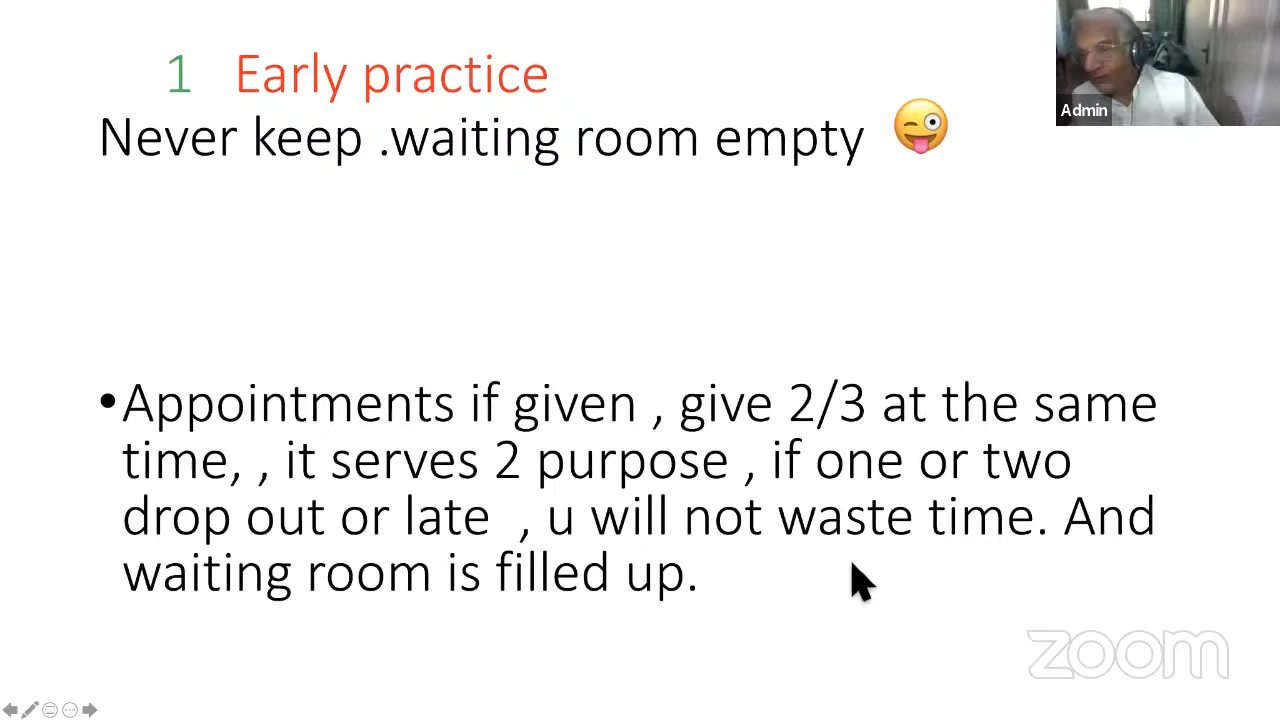 1 Early practice
Never keep .waiting room empty
Admin
•Appointments if given , give 2/3 at the same
time, , it serves 2 purpose , if one or two
drop out or late , u will not waste time. And
waiting room is filled up.
zoom